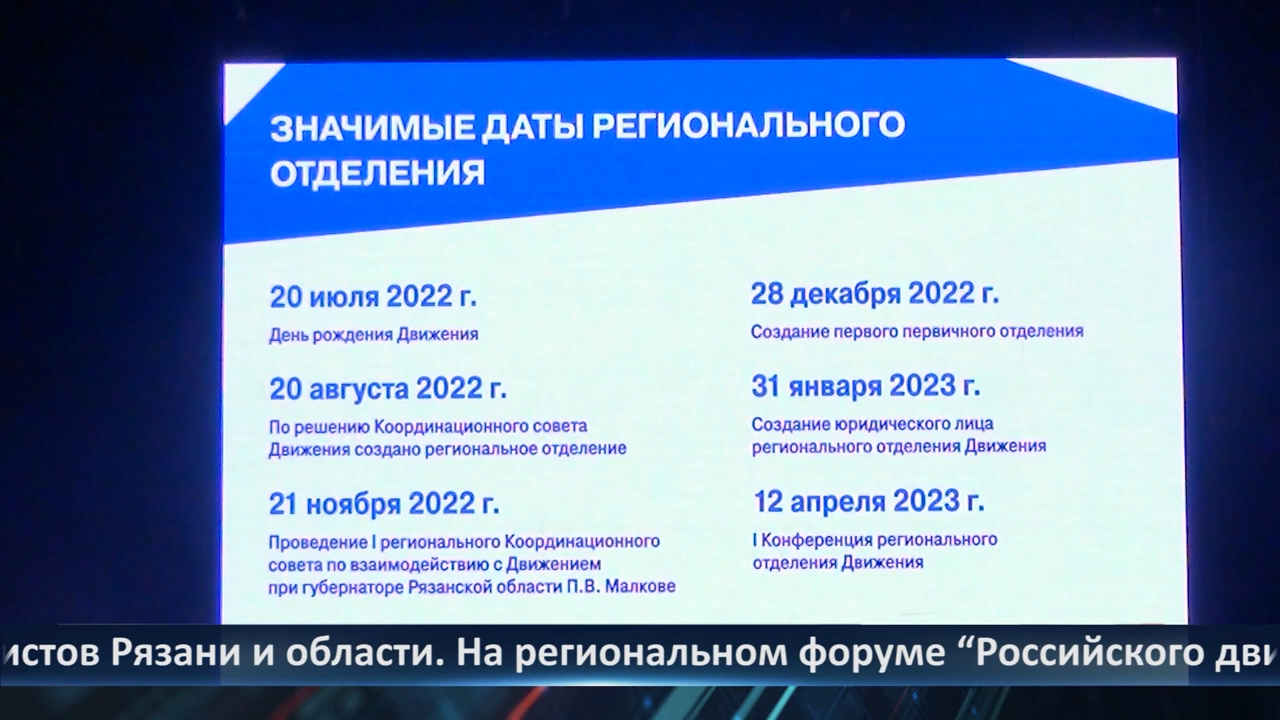 ЗНАЧИМЫЕ ДАТЫ РЕГИОНАЛЬНОГО
ОТДЕЛЕНИЯ
20 июля 2022 г.
День рождения Движения
20 августа 2022 г.
По решению Координационного совета
Движения создано региональное отделение
21 ноября 2022 г.
Проведение I регионального Координационного
совета по взаимодействию с Движением
при губернаторе Рязанской области П.В. Малкове
28 декабря 2022 г.
Создание первого первичного отделения
31 января 2023 г.
Создание юридического лица
регионального отделения Движения
12 апреля 2023 г.
I Конференция регионального
отделения Движения
истов Рязани и области. На региональном форуме “Российского дви